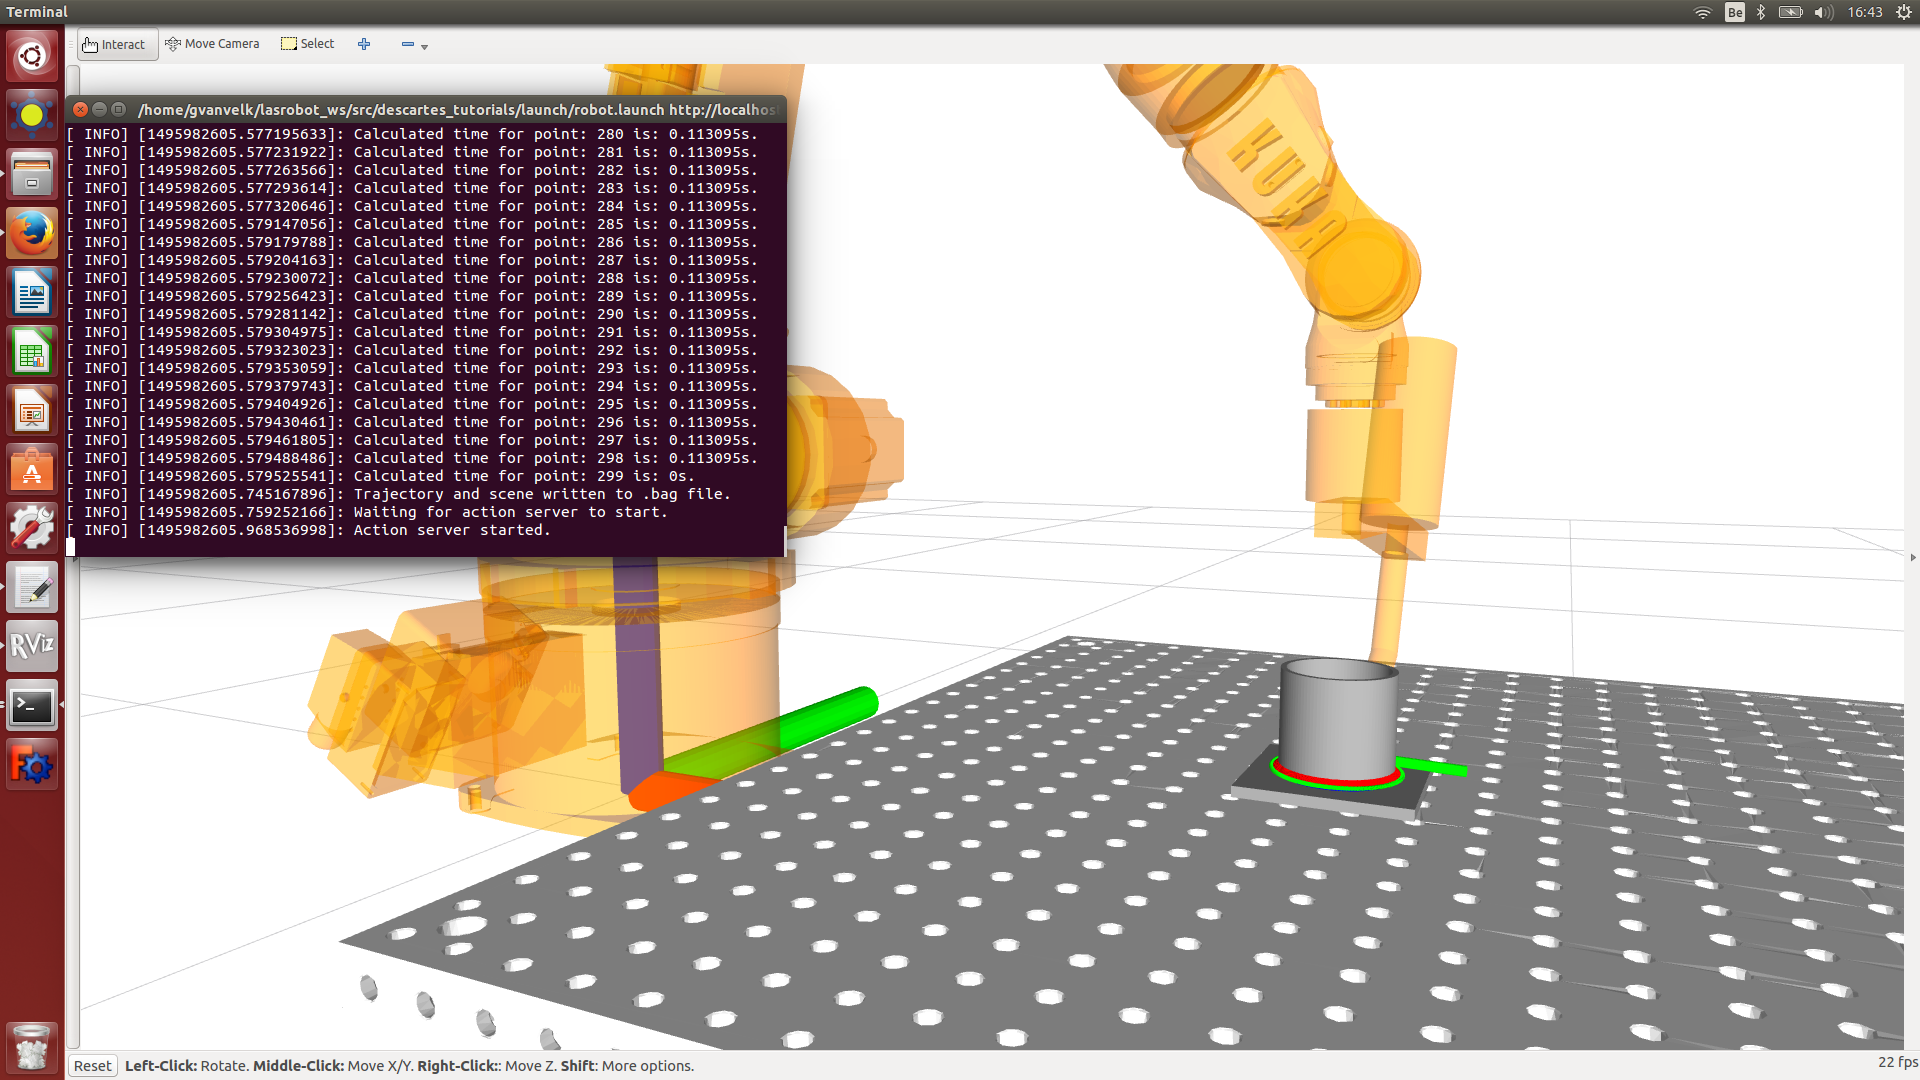 Terminal
Be
16:43
Interact
Move Camera
Select
/home/gvanvelk/lasrobot_ws/src/descartes_tutorials/launch/robot.launch http://localhos
[ INFO] [1495982605.577195633]: Calculated time for point: 280 is: 0.113095s.
[ INFO] [1495982605.577231922]: Calculated time for point: 281 is: 0.113095s.
[ INFO] [1495982605.577263566]: Calculated time for point: 282 is: 0.113095s.
[ INFO] [1495982605.577293614]: Calculated time for point: 283 is: 0.113095s.
[ INFO] [1495982605.577320646]: Calculated time for point: 284 is: 0.113095s.
[ INFO] [1495982605.579147056]: Calculated time for point: 285 is: 0.113095s.
[ INFO] [1495982605.579179788]: Calculated time for point: 286 is: 0.113095s.
[ INFO] [1495982605.579204163]: Calculated time for point: 287 is: 0.113095s.
[ INFO] [1495982605.579230072]: Calculated time for point: 288 is: 0.113095s.
[ INFO] [1495982605.579256423]: Calculated time for point: 289 is: 0.113095s.
[ INFO] [1495982605.579281142]: Calculated time for point: 290 is: 0.113095s.
[ INFO] [1495982605.579304975]: Calculated time for point: 291 is: 0.113095s.
[ INFO] [1495982605.579323023]: Calculated time for point: 292 is: 0.113095s.
[ INFO] [1495982605.579353059]: Calculated time for point: 293 is: 0.113095s.
[ INFO] [1495982605.579379743]: Calculated time for point: 294 is: 0.113095s.
[ INFO] [1495982605.579404926]: Calculated time for point: 295 is: 0.113095s.
[ INFO] [1495982605.579430461]: Calculated time for point: 296 is: 0.113095s.
[ INFO] [1495982605.579461805]: Calculated time for point: 297 is: 0.113095s.
[ INFO] [1495982605.579488486]: Calculated time for point: 298 is: 0.113095s.
[ INFO] [1495982605.579525541]: Calculated time for point: 299 is: 0s.
[ INFO] [1495982605.745167896]: Trajectory and scene written to .bag file.
[ INFO] [1495982605.759252166]: Waiting for action server to start.
[ INFO] [1495982605.968536998]: Action server started.
KUKA
RViz
Reset
Left-Click: Rotate. Middle-Click: Move X/Y. Right-Click:: Move Z. Shift: More options.
22 fps